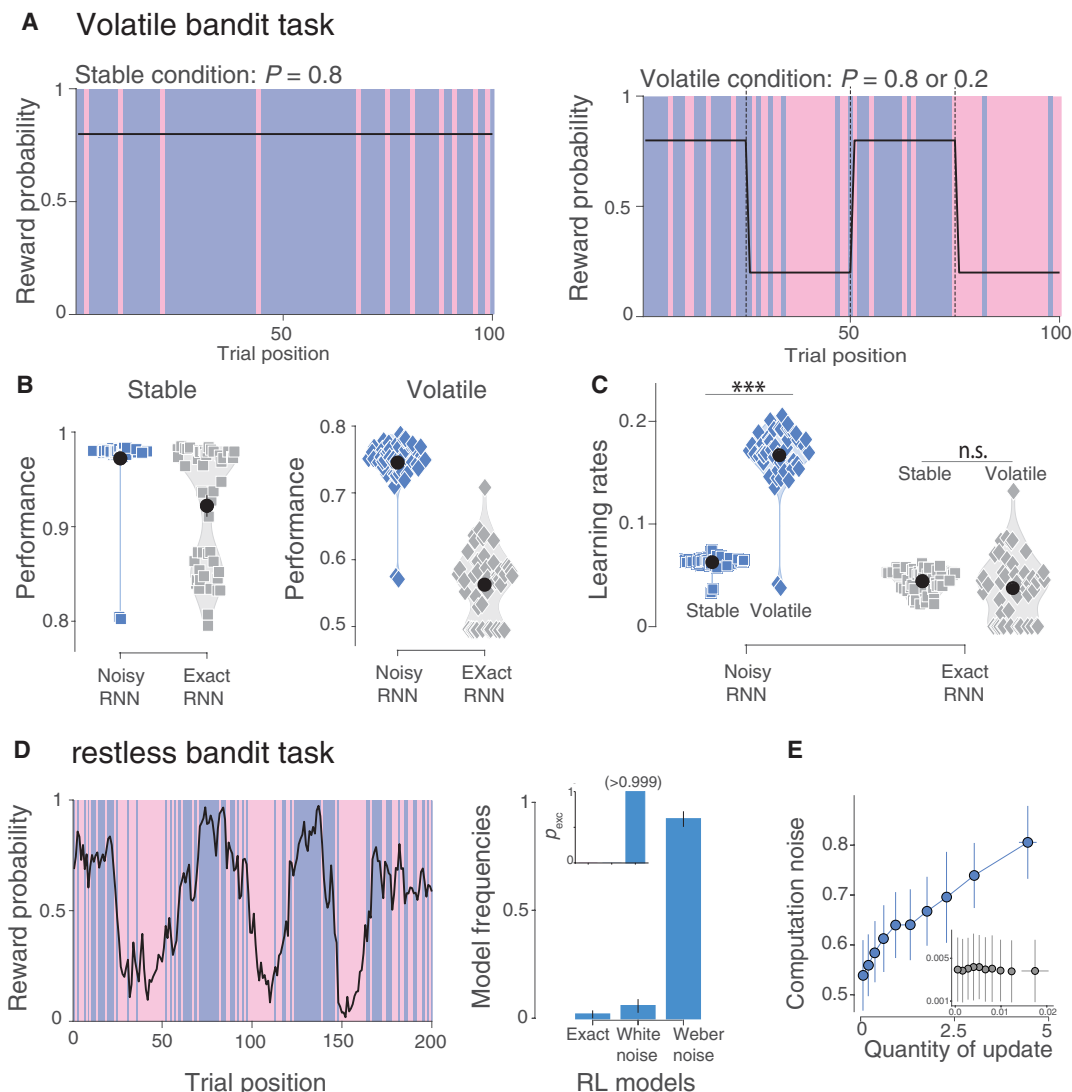 A Volatile bandit task
Stable condition: P = 0.8
Reward probability
1
0.5
0
50
100
Trial position
Volatile condition: P = 0.8 or 0.2
Reward probability
1
0.5
0
50
100
Trial position
B
Stable
Performance
1
0.9
0.8
Noisy RNN
Exact RNN
Volatile
Performance
0.8
0.7
0.6
0.5
Noisy RNN
EXact RNN
C
Learning rates
0.2
0.1
0
***
Stable
Volatile
n.s.
Stable
Volatile
Noisy RNN
Exact RNN
D restless bandit task
Reward probability
1
0.5
0
0
50
100
150
200
Trial position
Model frequencies
1
0.5
0
(>0.999)
pexc
1
0
Exact
White noise
Weber noise
RL models
E
Computation noise
0.8
0.7
0.6
0.5
0
2.5
5
0.005
0.001
0.0
0.01
0.02
Quantity of update